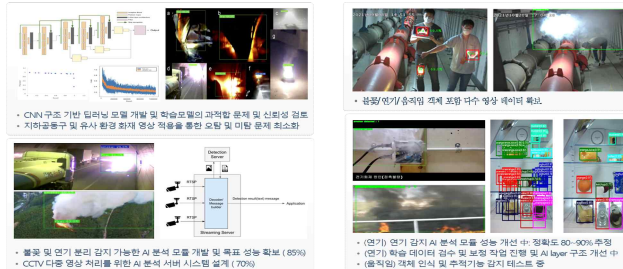 • CNN 구조 기반 딥러닝 모델 개발 및 학습모델의 과적합 문제 및 신뢰성 검토
• 지하공동구 및 유사 환경 화재 영상 적용을 통한 오탐 및 미탐 문제 최소화
• 불꽃/연기/움직임 객체 포함 다수 영상 데이터 확보
Detection Server
RTSP
RTSP
RTSP
Detection result/event message
Application
Streaming Server
• 불꽃 및 연기 분리 감지 가능한 AI 분석 모듈 개발 및 목표 성능 확보 ( 85%)
• CCTV 다중 영상 처리를 위한 AI 분석 서버 시스템 설계 ( 70%)
• (연기) 연기 감지 AI 분석 모듈 성능 개선 中: 정확도 80~90% 추정
• (연기) 학습 데이터 검수 및 보정 작업 진행 및 AI layer 구조 개선 中
• (움직임) 객체 인식 및 추적기능 감지 테스트 중